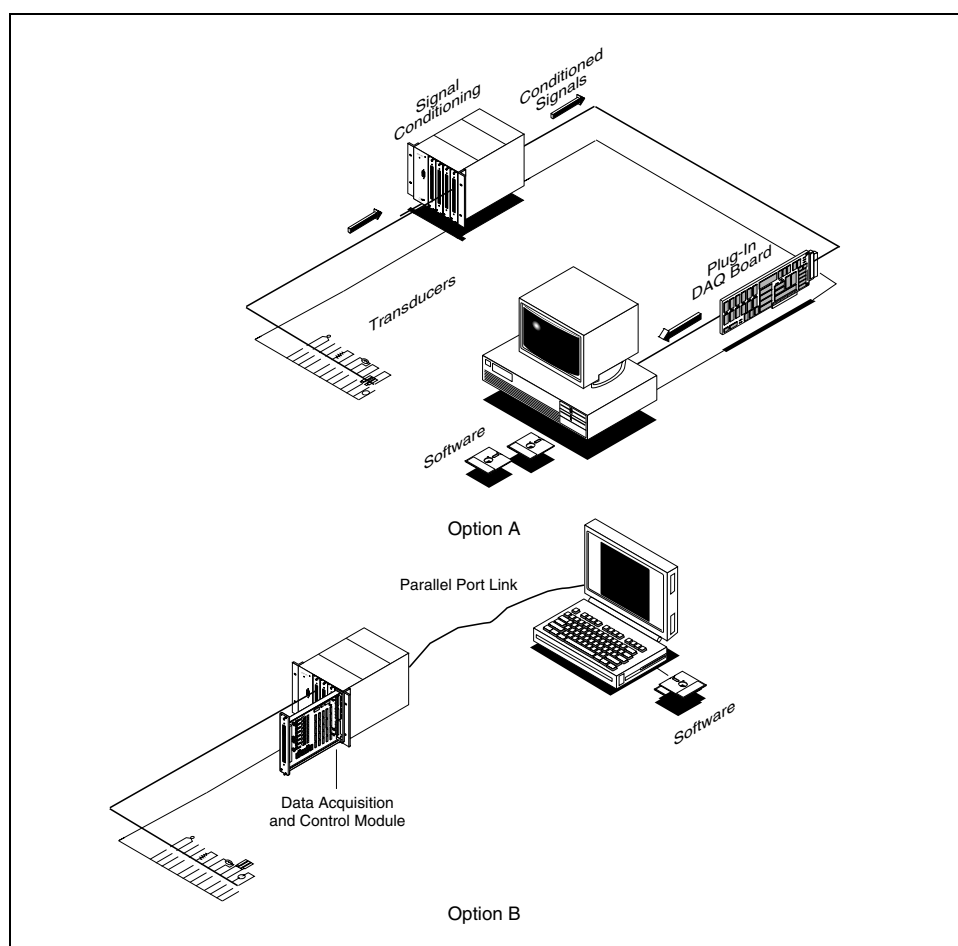 Signal
Conditioning
Conditioned
Signals
Transducers
Plug-In
DAQ Board
Software
Option A
Parallel Port Link
Software
Data Acquisition
and Control Module
Option B